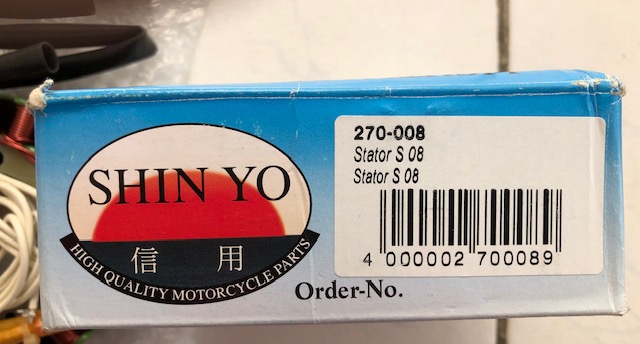 SHIN YO
信 用
HIGH QUALITY MOTORCYCLE PARTS
270-008
Stator S 08
Stator S 08
4 000002 700089
Order-No.